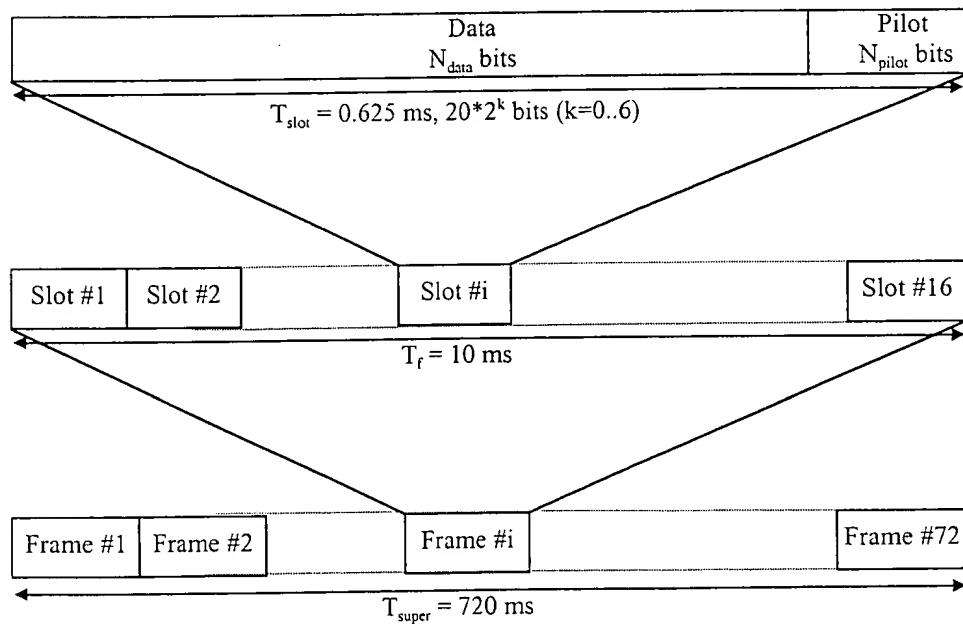 Data
N_data bits
Pilot
N_pilot bits
T_slot = 0.625 ms, 20*2^k bits (k=0..6)
Slot #1 Slot #2 Slot #i Slot #16
T_f = 10 ms
Frame #1 Frame #2 Frame #i Frame #72
T_super = 720 ms